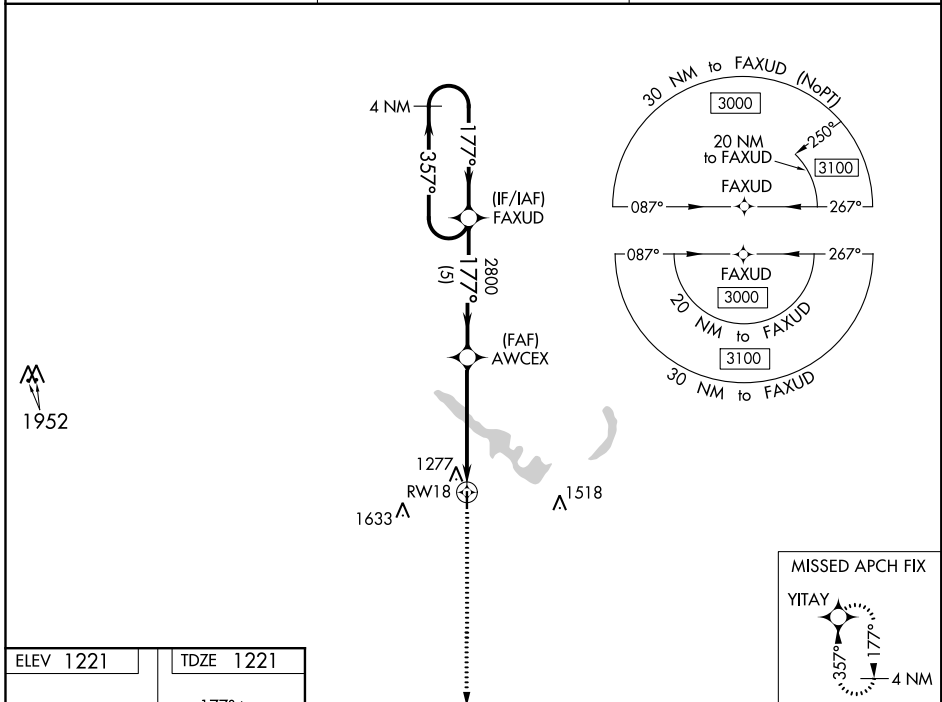 4 NM
177°
357°
(IF/IAF)
FAXUD
2800
177°
(5)
(FAF)
AWCEX
1952
1277
RW18
1633
1518
30 NM to FAXUD (NoPT)
3000
250°
20 NM
to FAXUD
3100
FAXUD
087°
267°
087°
267°
FAXUD
3000
20 NM to FAXUD
3100
30 NM to FAXUD
MISSED APCH FIX
YITAY
357°
177°
4 NM
ELEV 1221
TDZE 1221